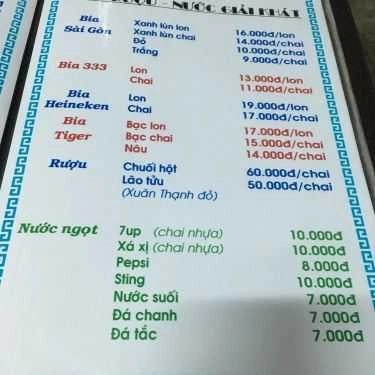 RƯỢU - NƯỚC GIẢI KHÁT
Bia Sài Gòn Xanh lùn lon 16.000đ/lon
Xanh lùn chai 14.000đ/chai
Đỏ 10.000đ/chai
Trắng 9.000đ/chai
Bia 333 Lon 13.000đ/lon
Chai 11.000đ/chai
Bia Heineken Lon 19.000đ/lon
Chai 17.000đ/chai
Bia Tiger Bạc lon 17.000đ/lon
Bạc chai 15.000đ/chai
Nâu 14.000đ/chai
Rượu Chuối hột 60.000đ/chai
Lão tửu 50.000đ/chai
(Xuân Thạnh đỏ)
Nước ngọt 7up (chai nhựa) 10.000đ
Xá xị (chai nhựa) 10.000đ
Pepsi 8.000đ
Sting 10.000đ
Nước suối 7.000đ
Đá chanh 7.000đ
Đá tắc 7.000đ